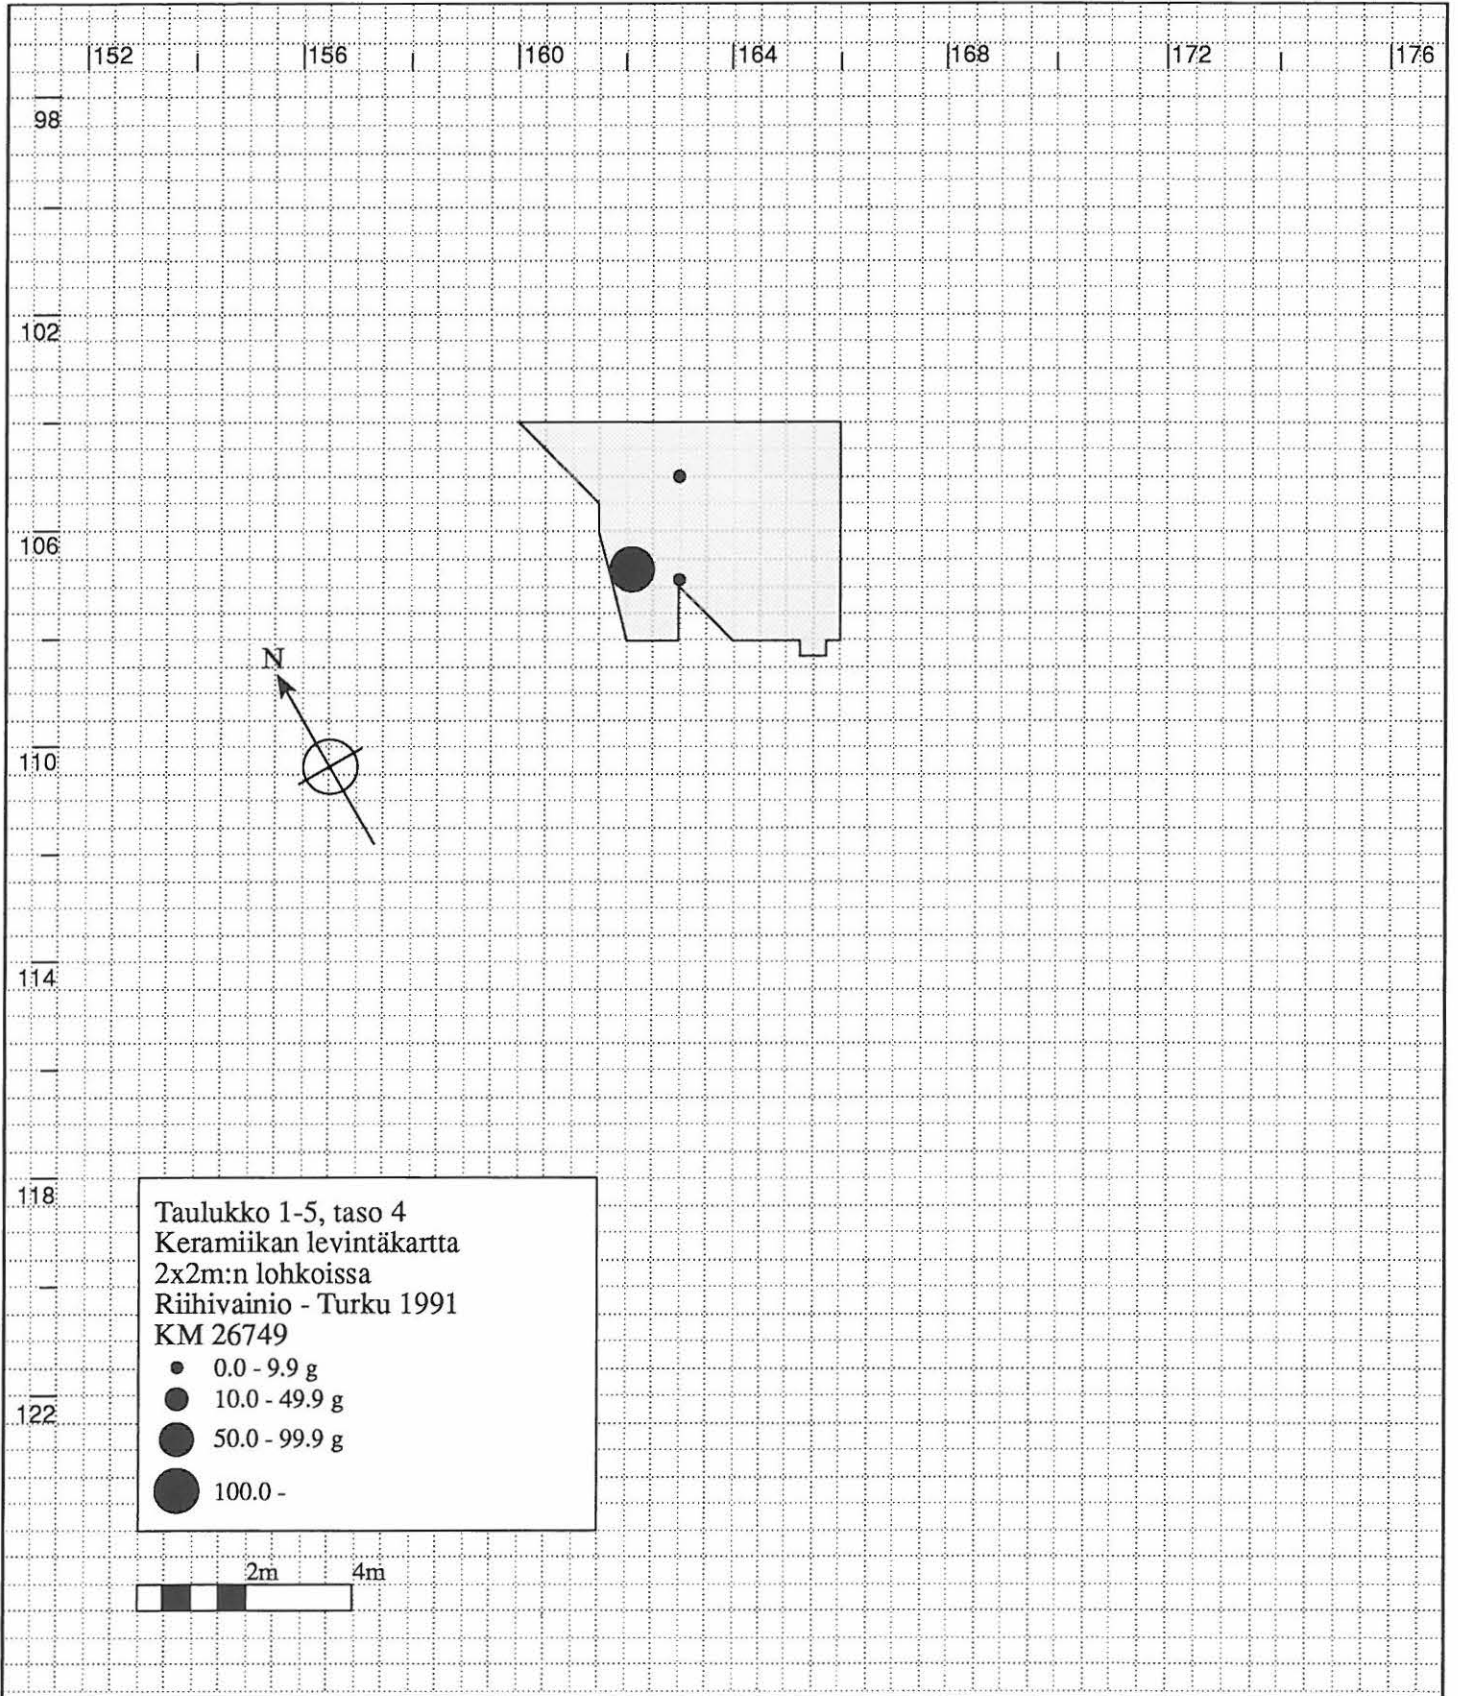 152 156 160 164 168 172 176
98
102
106
N
110
114
118
Taulukko 1-5, taso 4
Keramiikan levintäkartta
2x2m:n lohkoissa
Riihivainio - Turku 1991
KM 26749
0.0 - 9.9 g
10.0 - 49.9 g
122
50.0 - 99.9 g
100.0 -
2m 4m